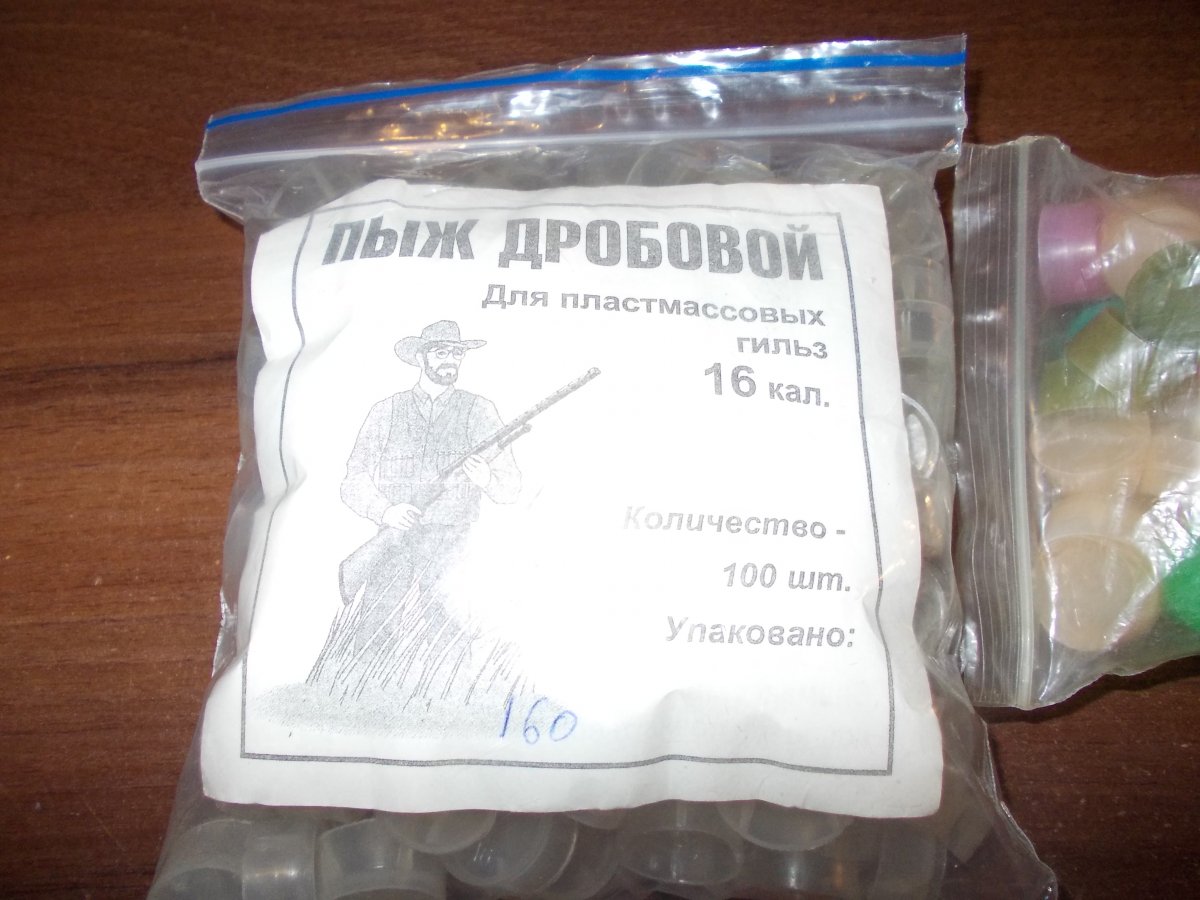 ПЫЖ ДРОБОВОЙ
Для пластмассовых
гильз
16 кал.
Количество -
100 шт.
Упаковано:
160